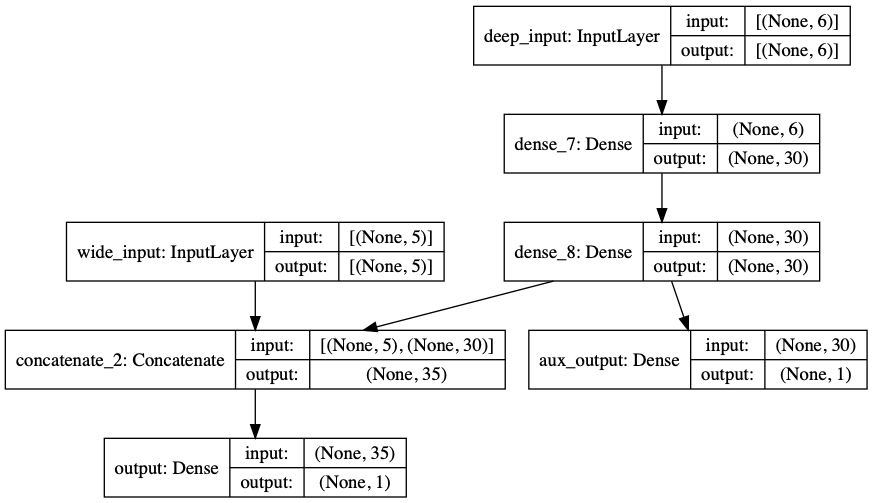 deep_input: InputLayer
input: [(None, 6)]
output: [(None, 6)]
dense_7: Dense
input: (None, 6)
output: (None, 30)
wide_input: InputLayer
input: [(None, 5)]
output: [(None, 5)]
dense_8: Dense
input: (None, 30)
output: (None, 30)
concatenate_2: Concatenate
input: [(None, 5), (None, 30)]
output: (None, 35)
aux_output: Dense
input: (None, 30)
output: (None, 1)
output: Dense
input: (None, 35)
output: (None, 1)